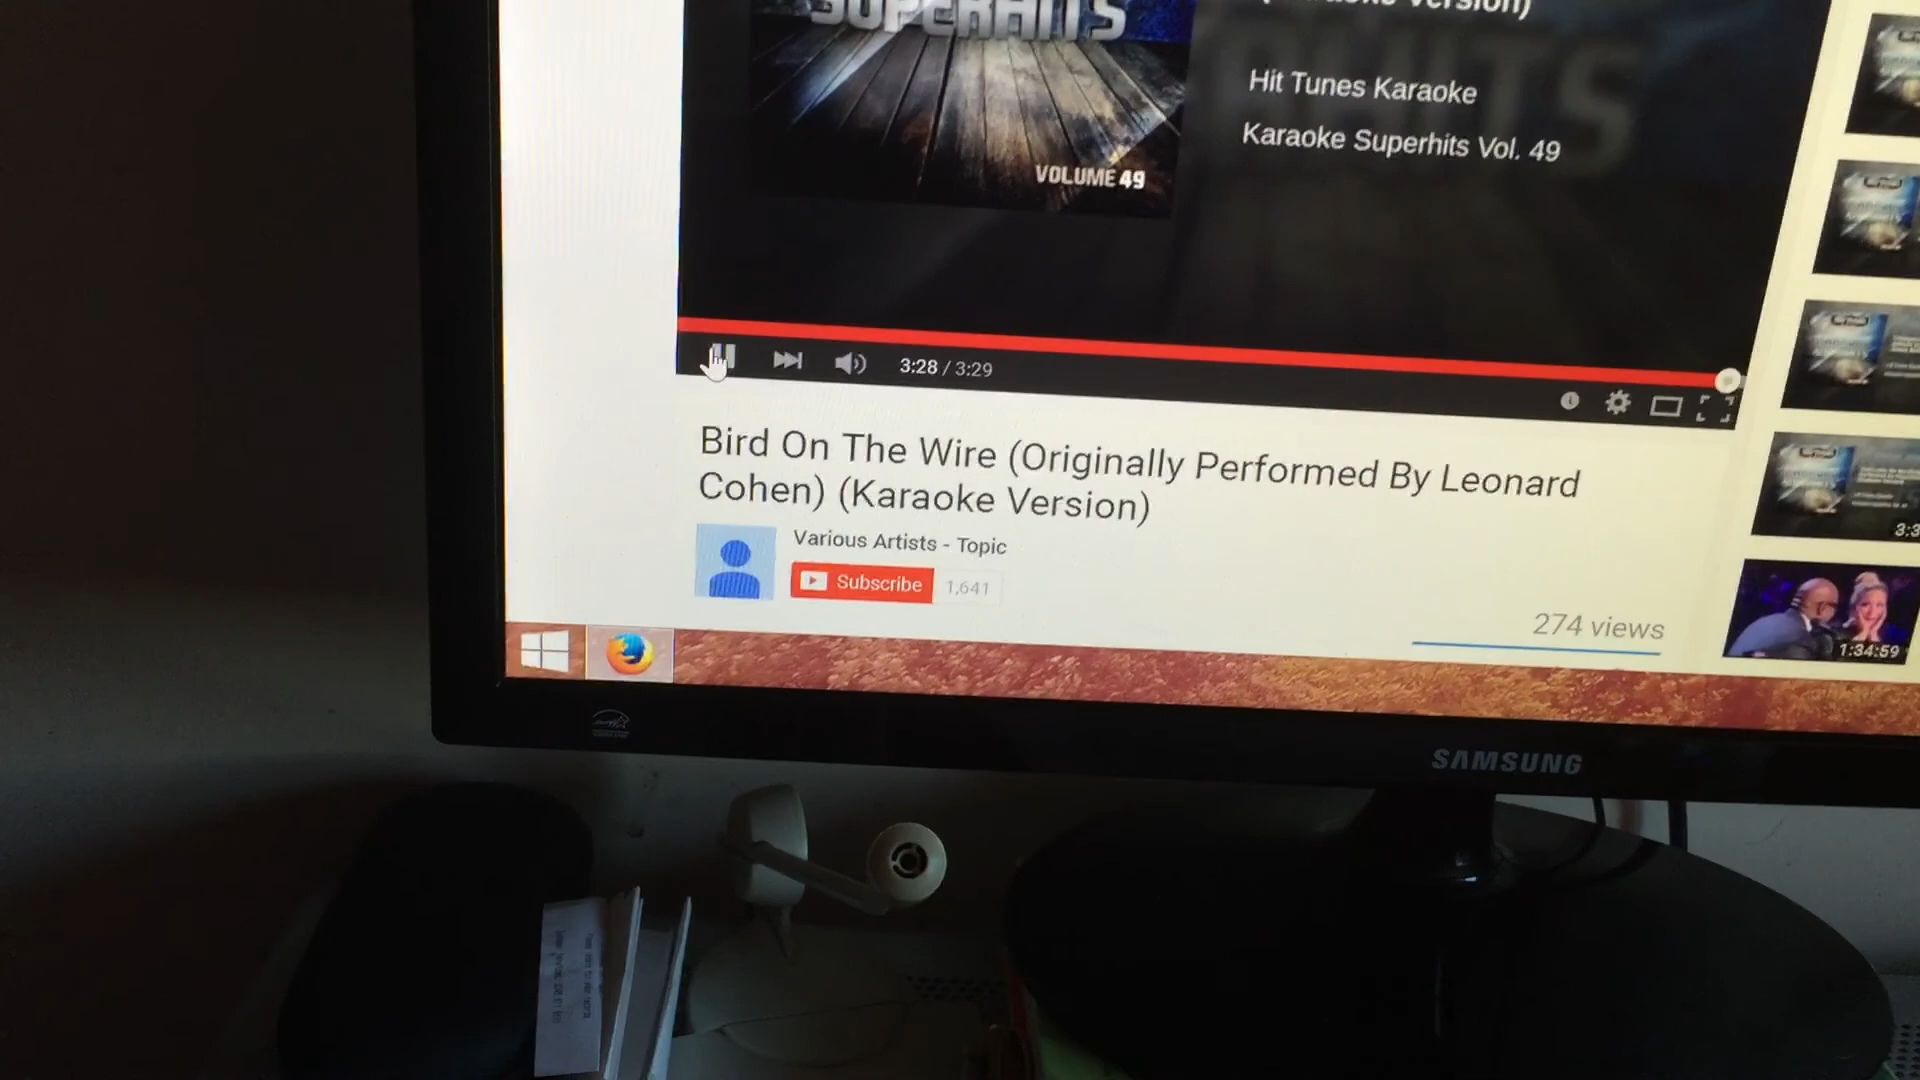 SUPERHITS
Version)
Hit Tunes Karaoke
Karaoke Superhits Vol. 49
VOLUME 49
3:28 / 3:29
Bird On The Wire (Originally Performed By Leonard
Cohen) (Karaoke Version)
Various Artists - Topic
Subscribe 1,641
274 views
1:34:59
SAMSUNG